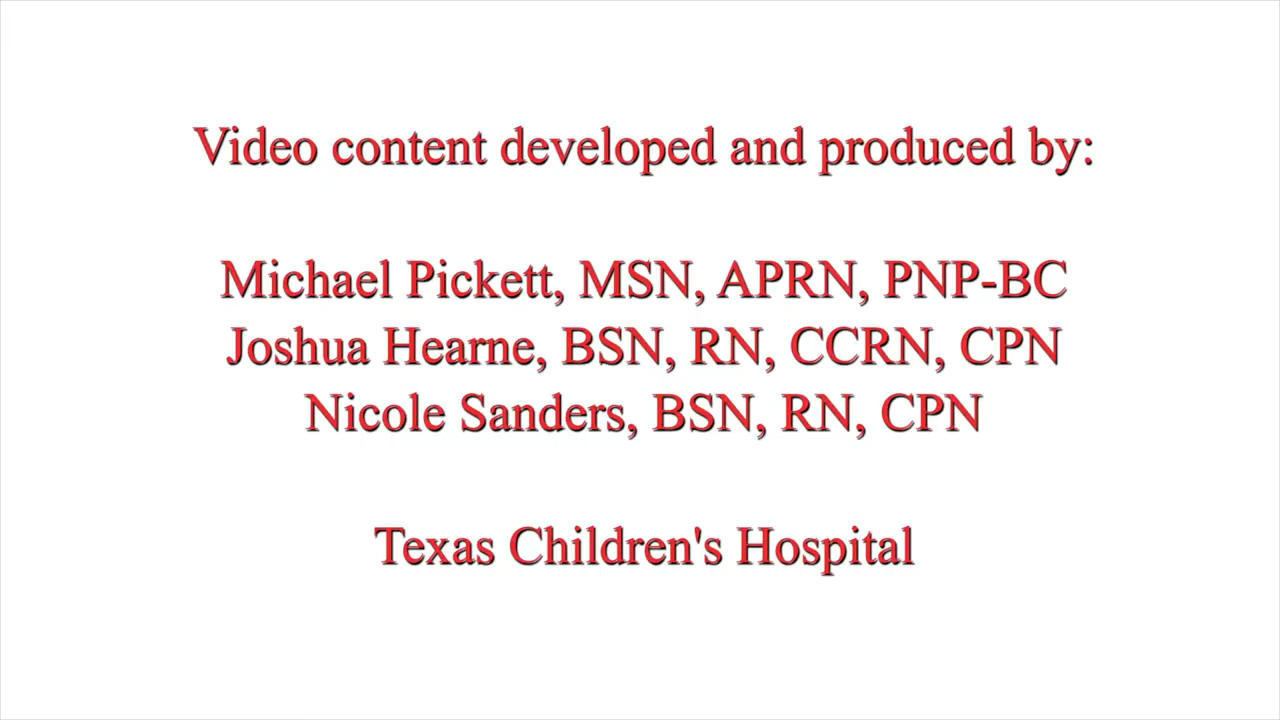 Video content developed and produced by:
Michael Pickett, MSN, APRN, PNP-BC
Joshua Hearne, BSN, RN, CCRN, CPN
Nicole Sanders, BSN, RN, CPN
Texas Children's Hospital